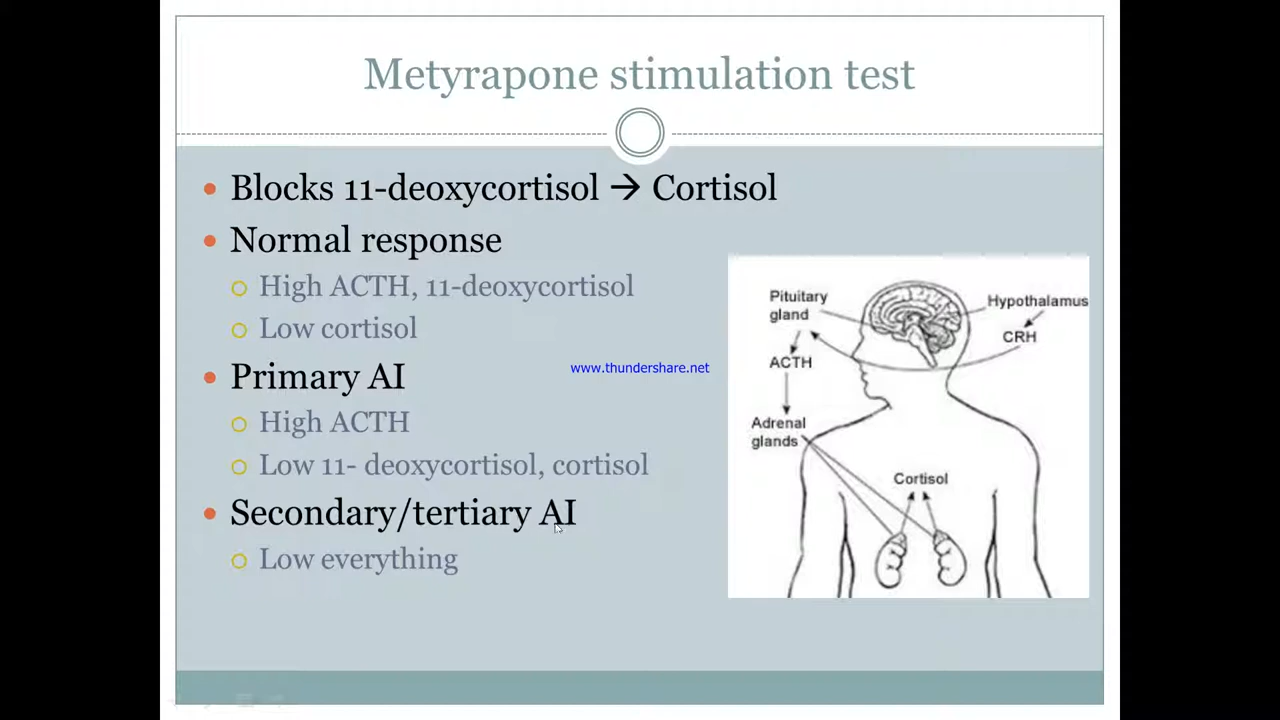 Metyrapone stimulation test
• Blocks 11-deoxycortisol → Cortisol
• Normal response
○ High ACTH, 11-deoxycortisol
○ Low cortisol
• Primary AI
○ High ACTH
○ Low 11- deoxycortisol, cortisol
• Secondary/tertiary AI
○ Low everything
www.thundershare.net
Pituitary
gland
Hypothalamus
CRH
ACTH
Adrenal
glands
Cortisol